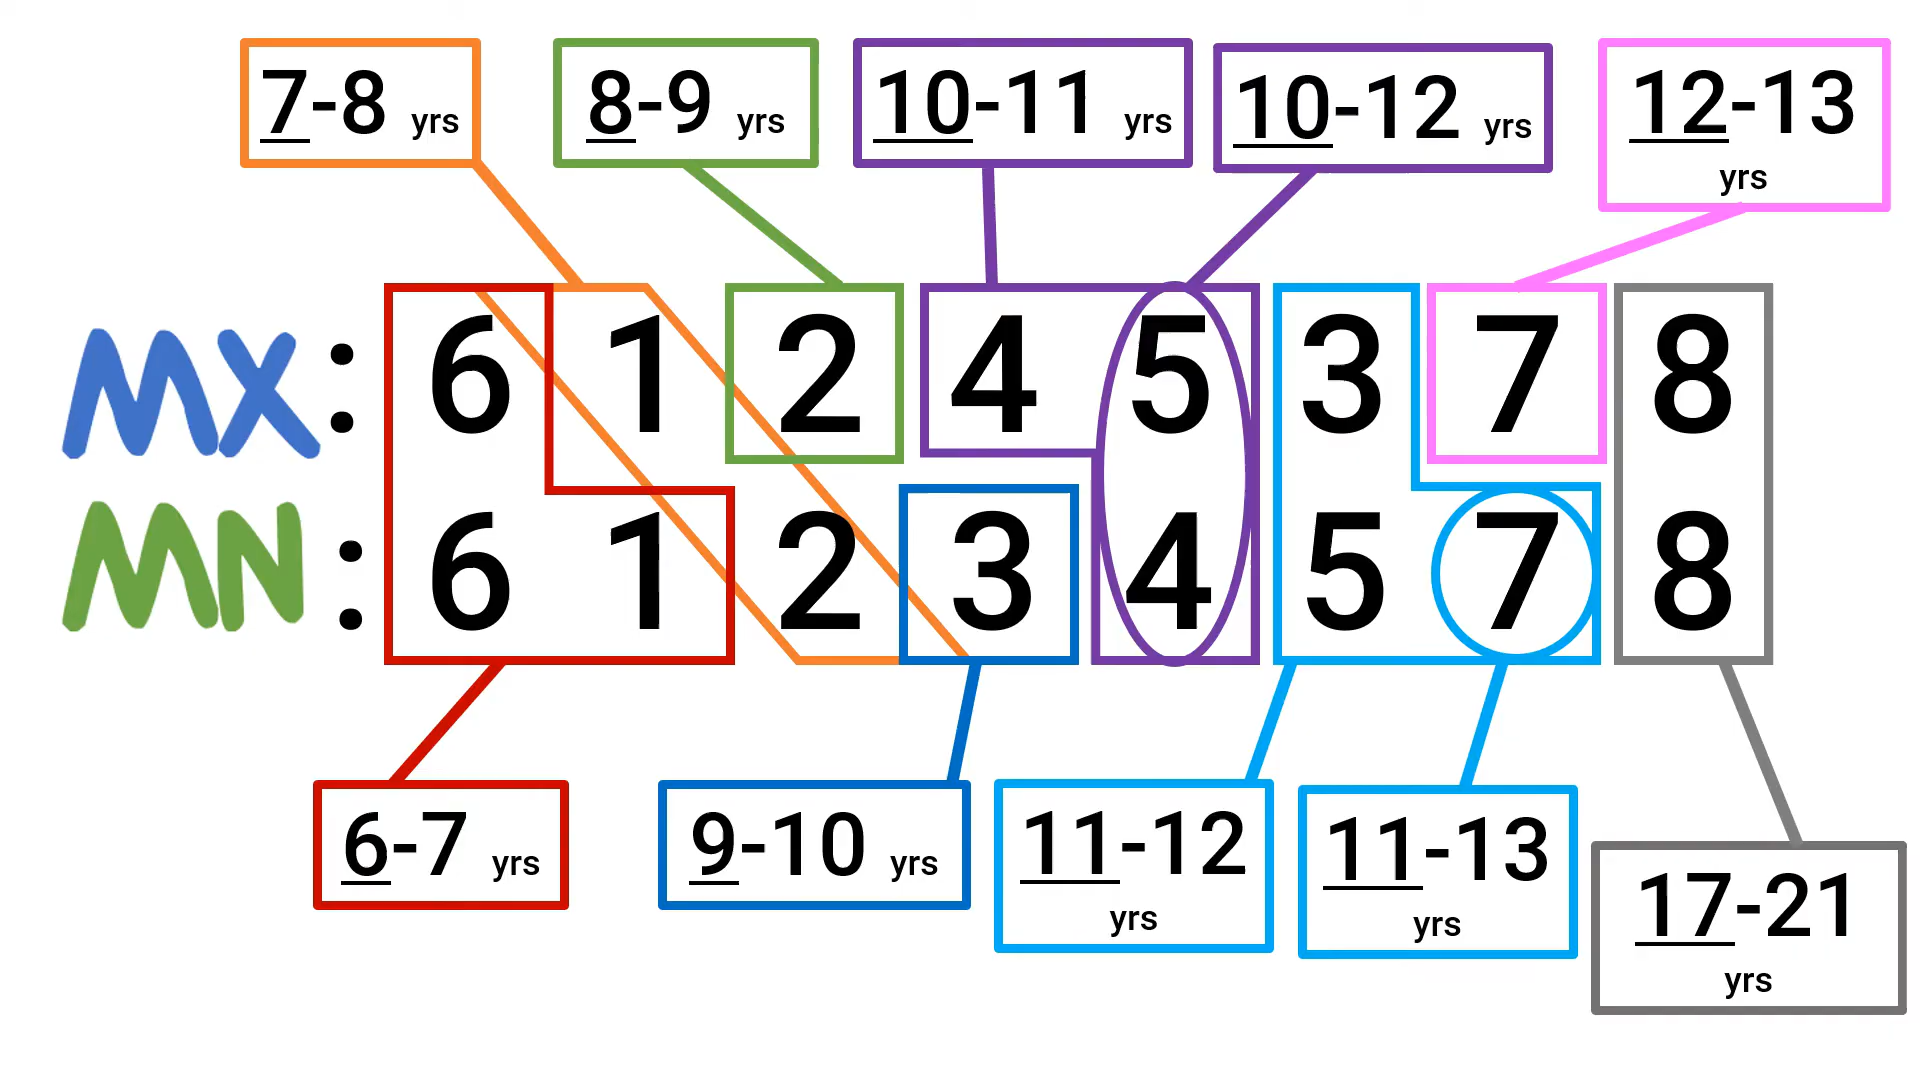 7-8 yrs
8-9 yrs
10-11 yrs
10-12 yrs
12-13
yrs
MX: 6 1 2 4 5 3 7 8
MN: 6 1 2 3 4 5 7 8
6-7 yrs
9-10 yrs
11-12
yrs
11-13
yrs
17-21
yrs